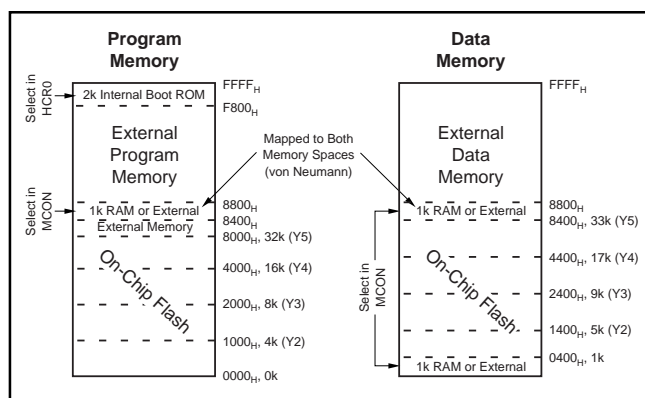 Program
Memory
Data
Memory
Select in
HCR0
2k Internal Boot ROM
FFFFH
F800H
External
Program
Memory
Mapped to Both
Memory Spaces
(von Neumann)
Select in
MCON
1k RAM or External
External Memory
8800H
8400H
8000H, 32k (Y5)
On-Chip Flash
4000H, 16k (Y4)
2000H, 8k (Y3)
1000H, 4k (Y2)
0000H, 0k
FFFFH
External
Data
Memory
8800H
1k RAM or External
8400H, 33k (Y5)
Select in
MCON
On-Chip Flash
4400H, 17k (Y4)
2400H, 9k (Y3)
1400H, 5k (Y2)
0400H, 1k
1k RAM or External